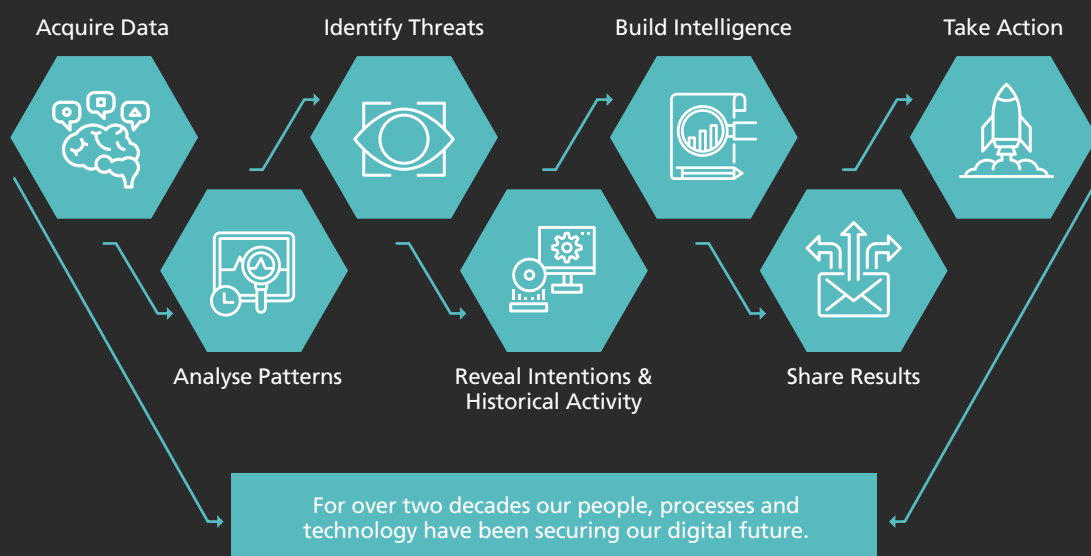 Acquire Data
Identify Threats
Build Intelligence
Take Action
Analyse Patterns
Reveal Intentions &
Historical Activity
Share Results
For over two decades our people, processes and
technology have been securing our digital future.